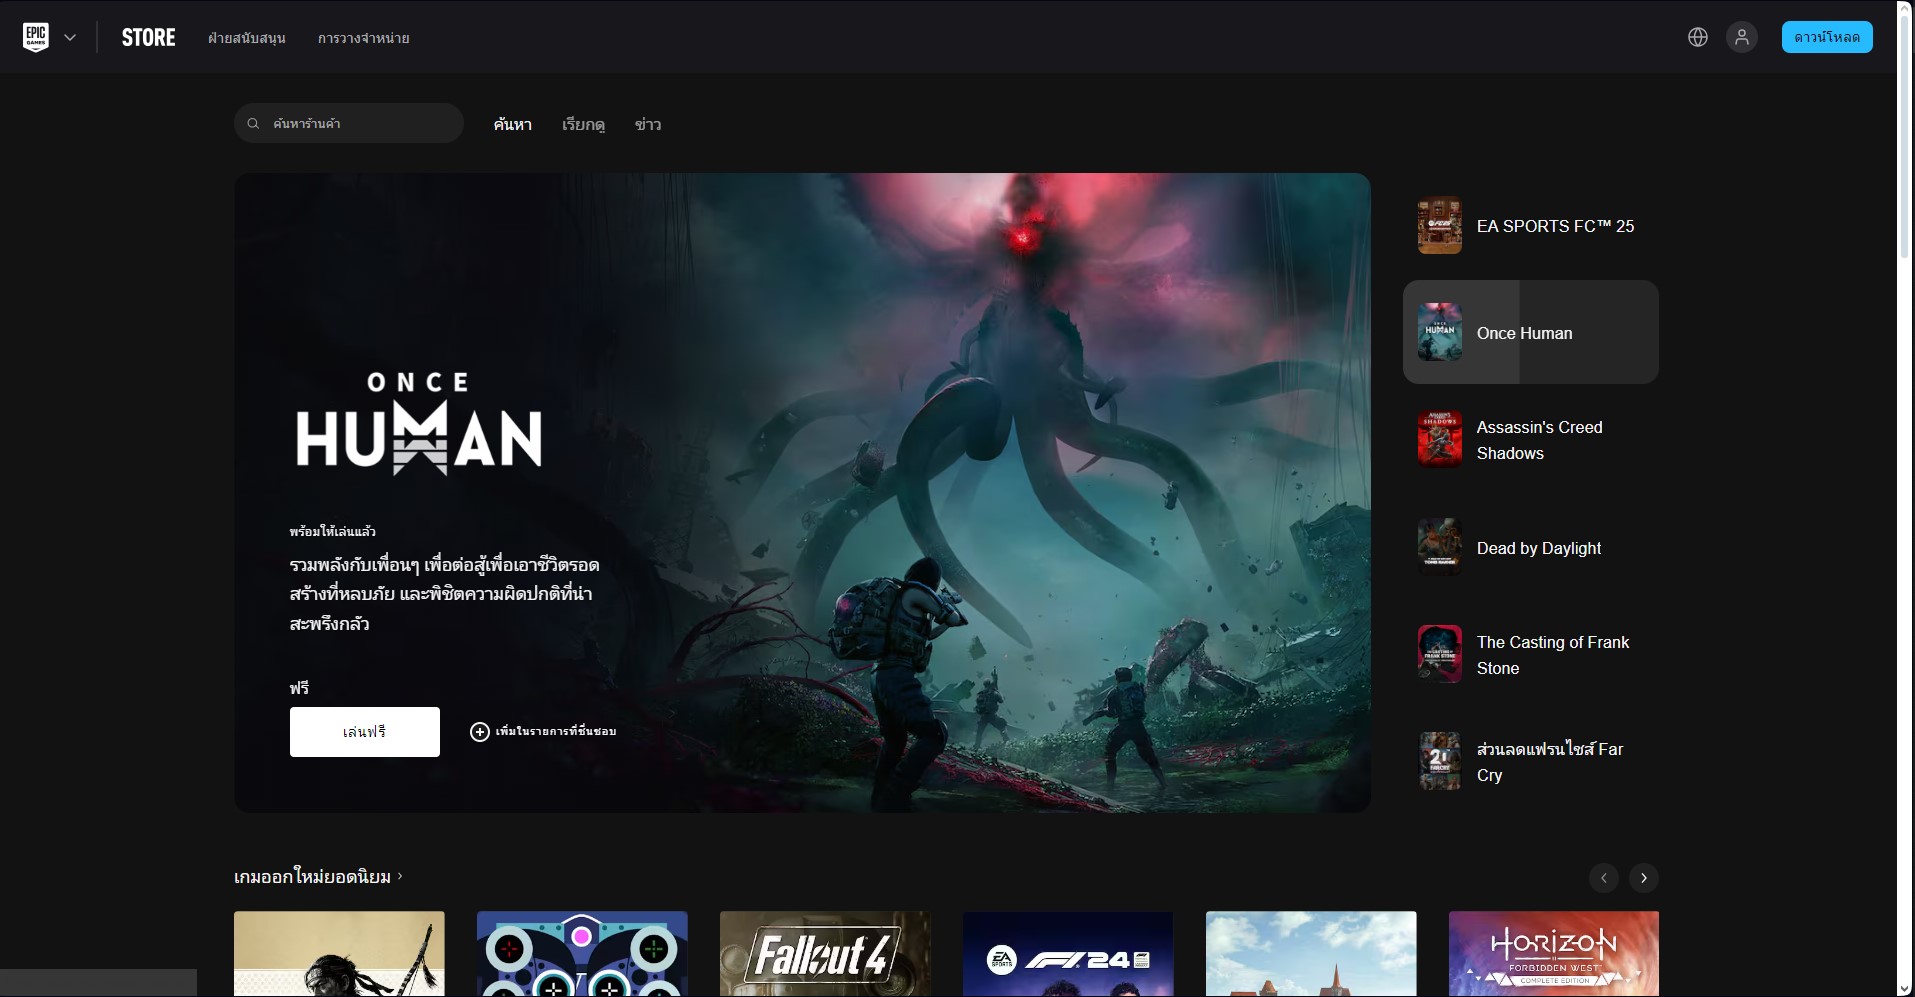 EPIC
GAMES
STORE
ฝ่ายสนับสนุน
การวางจำหน่าย
ดาวน์โหลด
ค้นหาร้านค้า
ค้นหา
เรียกดู
ข่าว
ONCE
HUMAN
พร้อมให้เล่นแล้ว
รวมพลังกับเพื่อนๆ เพื่อต่อสู้เพื่อเอาชีวิตรอด
สร้างที่หลบภัย และพิชิตความผิดปกติที่น่า
สะพรึงกลัว
ฟรี
เล่นฟรี
เพิ่มในรายการที่ชื่นชอบ
EA SPORTS FC™ 25
Once Human
Assassin's Creed
Shadows
Dead by Daylight
The Casting of Frank
Stone
ส่วนลดแฟรนไชส์ Far
Cry
เกมออกใหม่ยอดนิยม
Fallout 4
EA SPORTS F1 24
HORIZON
FORBIDDEN WEST
COMPLETE EDITION